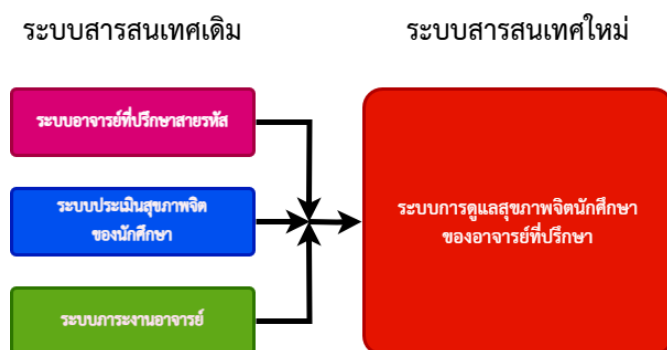 ระบบสารสนเทศเดิม
ระบบสารสนเทศใหม่
ระบบอาจารย์ที่ปรึกษาสายรหัส
ระบบประเมินสุขภาพจิต
ของนักศึกษา
ระบบภาระงานอาจารย์
ระบบการดูแลสุขภาพจิตนักศึกษา
ของอาจารย์ที่ปรึกษา